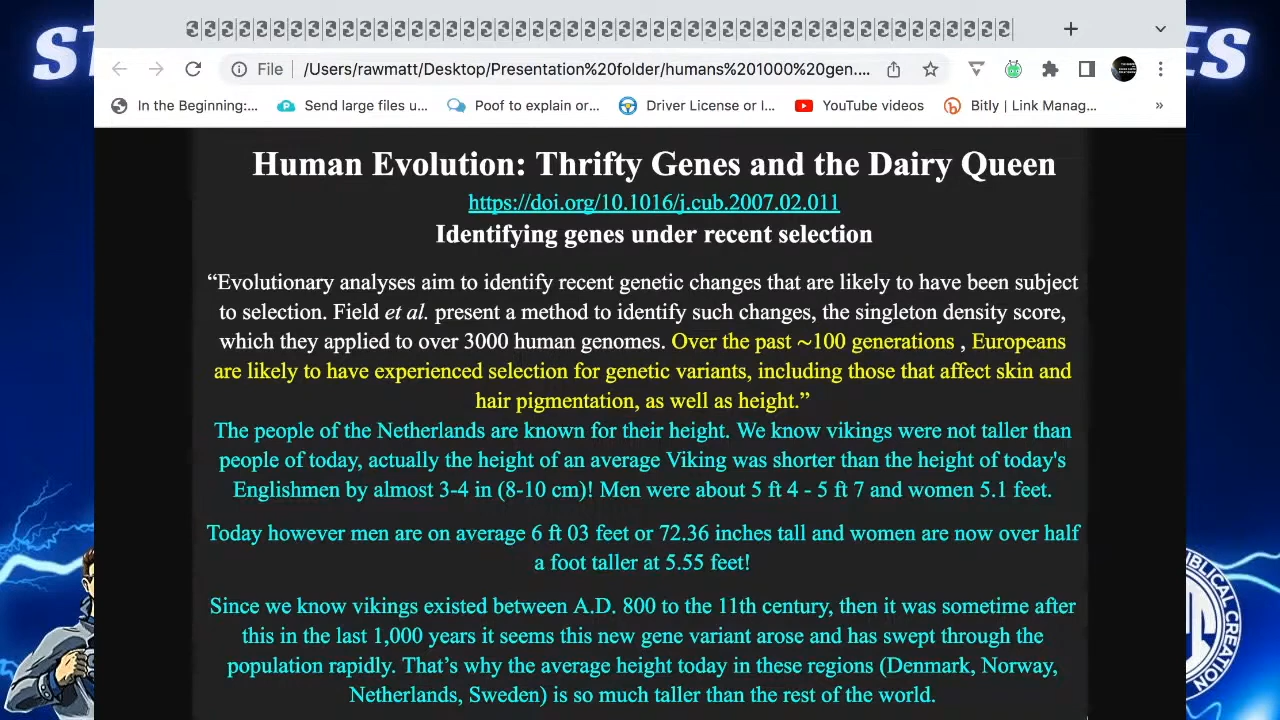 ST
ES
File
/Users/rawmatt/Desktop/Presentation%20folder/humans%201000%20gen....
In the Beginning:...
Send large files u...
Poof to explain or...
Driver License or I...
YouTube videos
Bitly | Link Manag...
»
Human Evolution: Thrifty Genes and the Dairy Queen
https://doi.org/10.1016/j.cub.2007.02.011
Identifying genes under recent selection
“Evolutionary analyses aim to identify recent genetic changes that are likely to have been subject
to selection. Field et al. present a method to identify such changes, the singleton density score,
which they applied to over 3000 human genomes. Over the past ~100 generations , Europeans
are likely to have experienced selection for genetic variants, including those that affect skin and
hair pigmentation, as well as height.”
The people of the Netherlands are known for their height. We know vikings were not taller than
people of today, actually the height of an average Viking was shorter than the height of today's
Englishmen by almost 3-4 in (8-10 cm)! Men were about 5 ft 4 - 5 ft 7 and women 5.1 feet.
Today however men are on average 6 ft 03 feet or 72.36 inches tall and women are now over half
a foot taller at 5.55 feet!
Since we know vikings existed between A.D. 800 to the 11th century, then it was sometime after
this in the last 1,000 years it seems this new gene variant arose and has swept through the
population rapidly. That’s why the average height today in these regions (Denmark, Norway,
Netherlands, Sweden) is so much taller than the rest of the world.
BLICAL CREATION